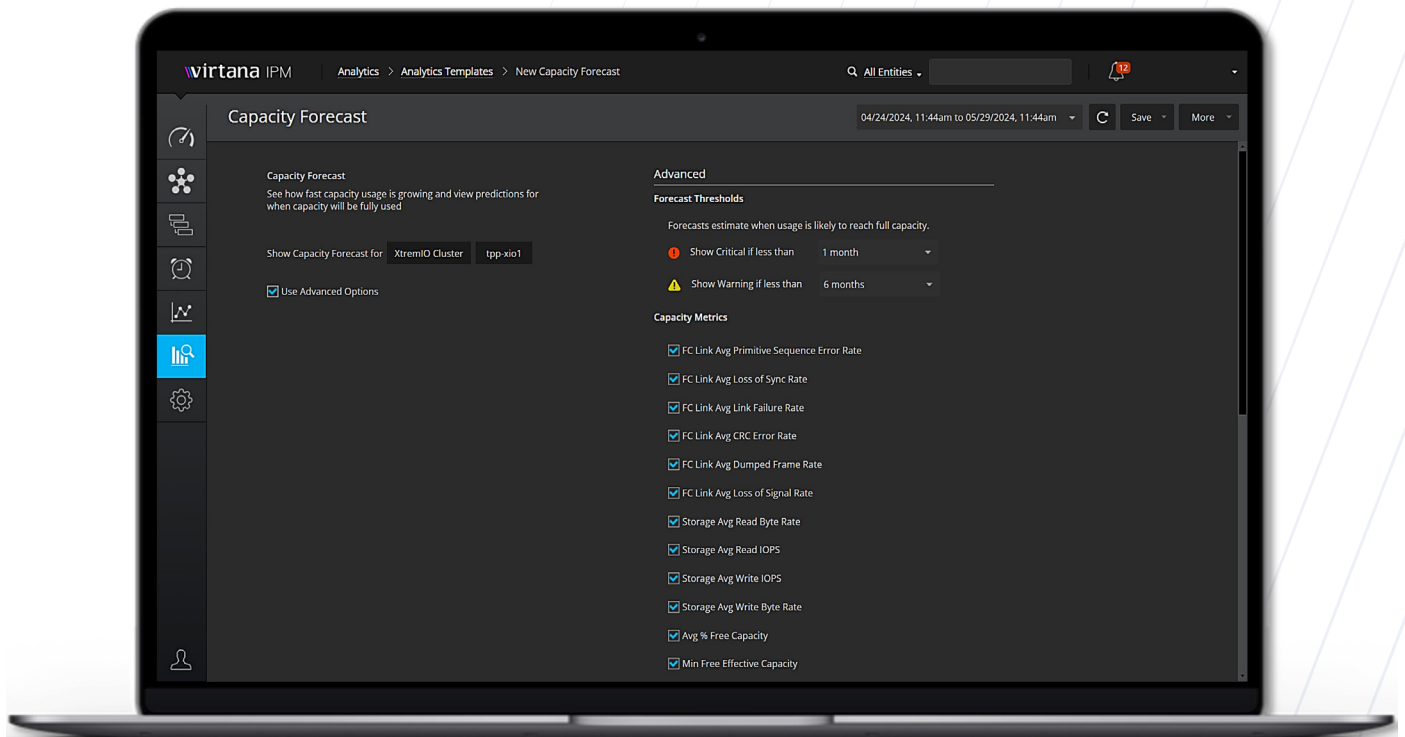 virtana IPM
Analytics > Analytics Templates > New Capacity Forecast
All Entities
12
Capacity Forecast
04/24/2024, 11:44am to 05/29/2024, 11:44am
Save
More
Capacity Forecast
See how fast capacity usage is growing and view predictions for
when capacity will be fully used
Show Capacity Forecast for XtremIO Cluster tpp-xio1
Use Advanced Options
Advanced
Forecast Thresholds
Forecasts estimate when usage is likely to reach full capacity.
Show Critical if less than 1 month
Show Warning if less than 6 months
Capacity Metrics
FC Link Avg Primitive Sequence Error Rate
FC Link Avg Loss of Sync Rate
FC Link Avg Link Failure Rate
FC Link Avg CRC Error Rate
FC Link Avg Dumped Frame Rate
FC Link Avg Loss of Signal Rate
Storage Avg Read Byte Rate
Storage Avg Read IOPS
Storage Avg Write IOPS
Storage Avg Write Byte Rate
Avg % Free Capacity
Min Free Effective Capacity